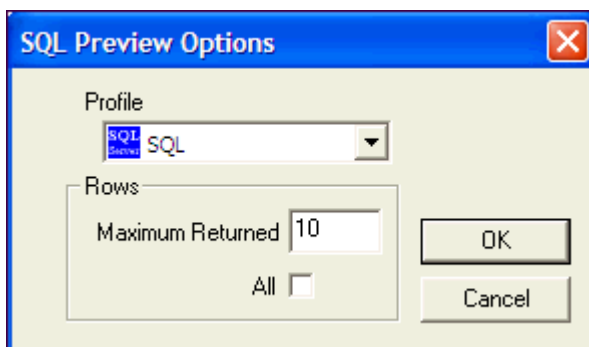 SQL Preview Options
Profile
SQL Server SQL
Rows
Maximum Returned 10
All
OK
Cancel